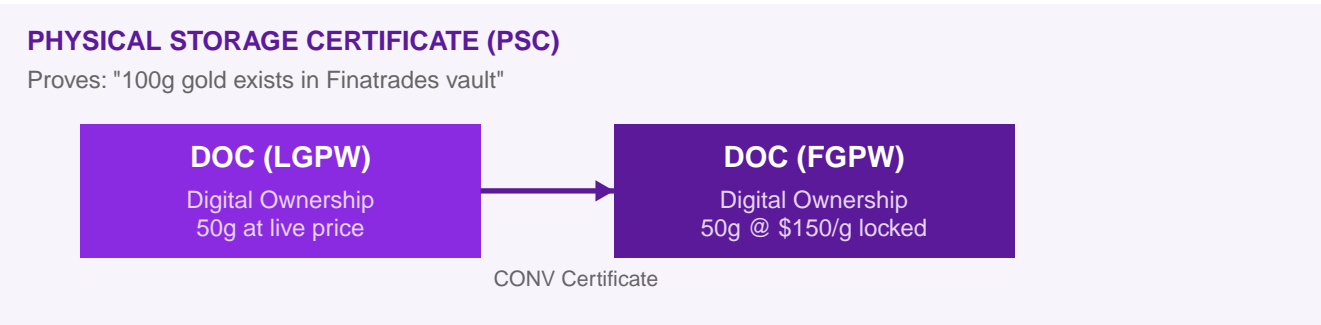 PHYSICAL STORAGE CERTIFICATE (PSC)
Proves: "100g gold exists in Finatrades vault"
DOC (LGPW)
Digital Ownership
50g at live price
DOC (FGPW)
Digital Ownership
50g @ $150/g locked
CONV Certificate